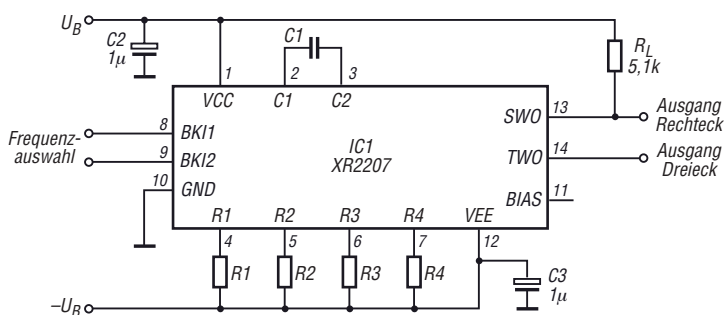 U_B
C2
1µ
C1
R_L
5,1k
1
2
3
VCC
C1
C2
13
SWO
Ausgang
Rechteck
Frequenz-
auswahl
8
BKI1
9
BKI2
IC1
XR2207
14
TWO
Ausgang
Dreieck
10
GND
BIAS
11
R1
R2
R3
R4
VEE
4
5
6
7
12
R1
R2
R3
R4
C3
1µ
–U_B